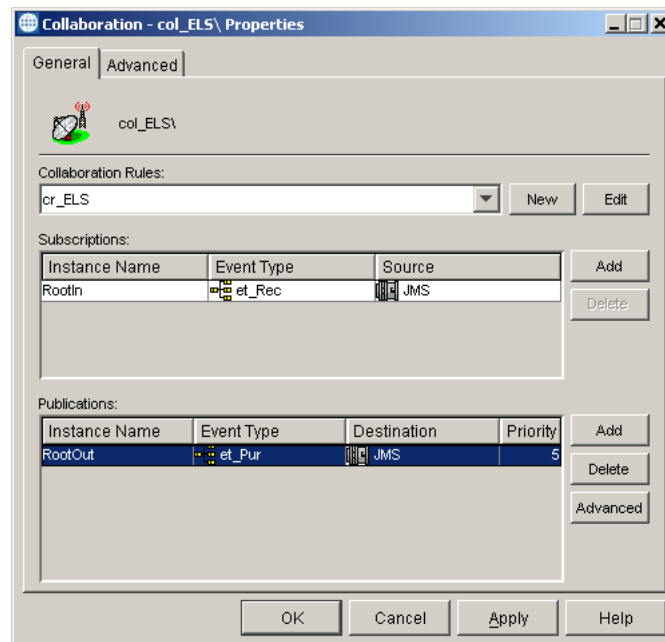 Collaboration - col_ELS\ Properties
General Advanced
col_ELS\
Collaboration Rules:
cr_ELS New Edit
Subscriptions:
Instance Name Event Type Source Add
RootIn et_Rec JMS
Delete
Publications:
Instance Name Event Type Destination Priority Add
RootOut et_Pur JMS 5
Delete
Advanced
OK Cancel Apply Help